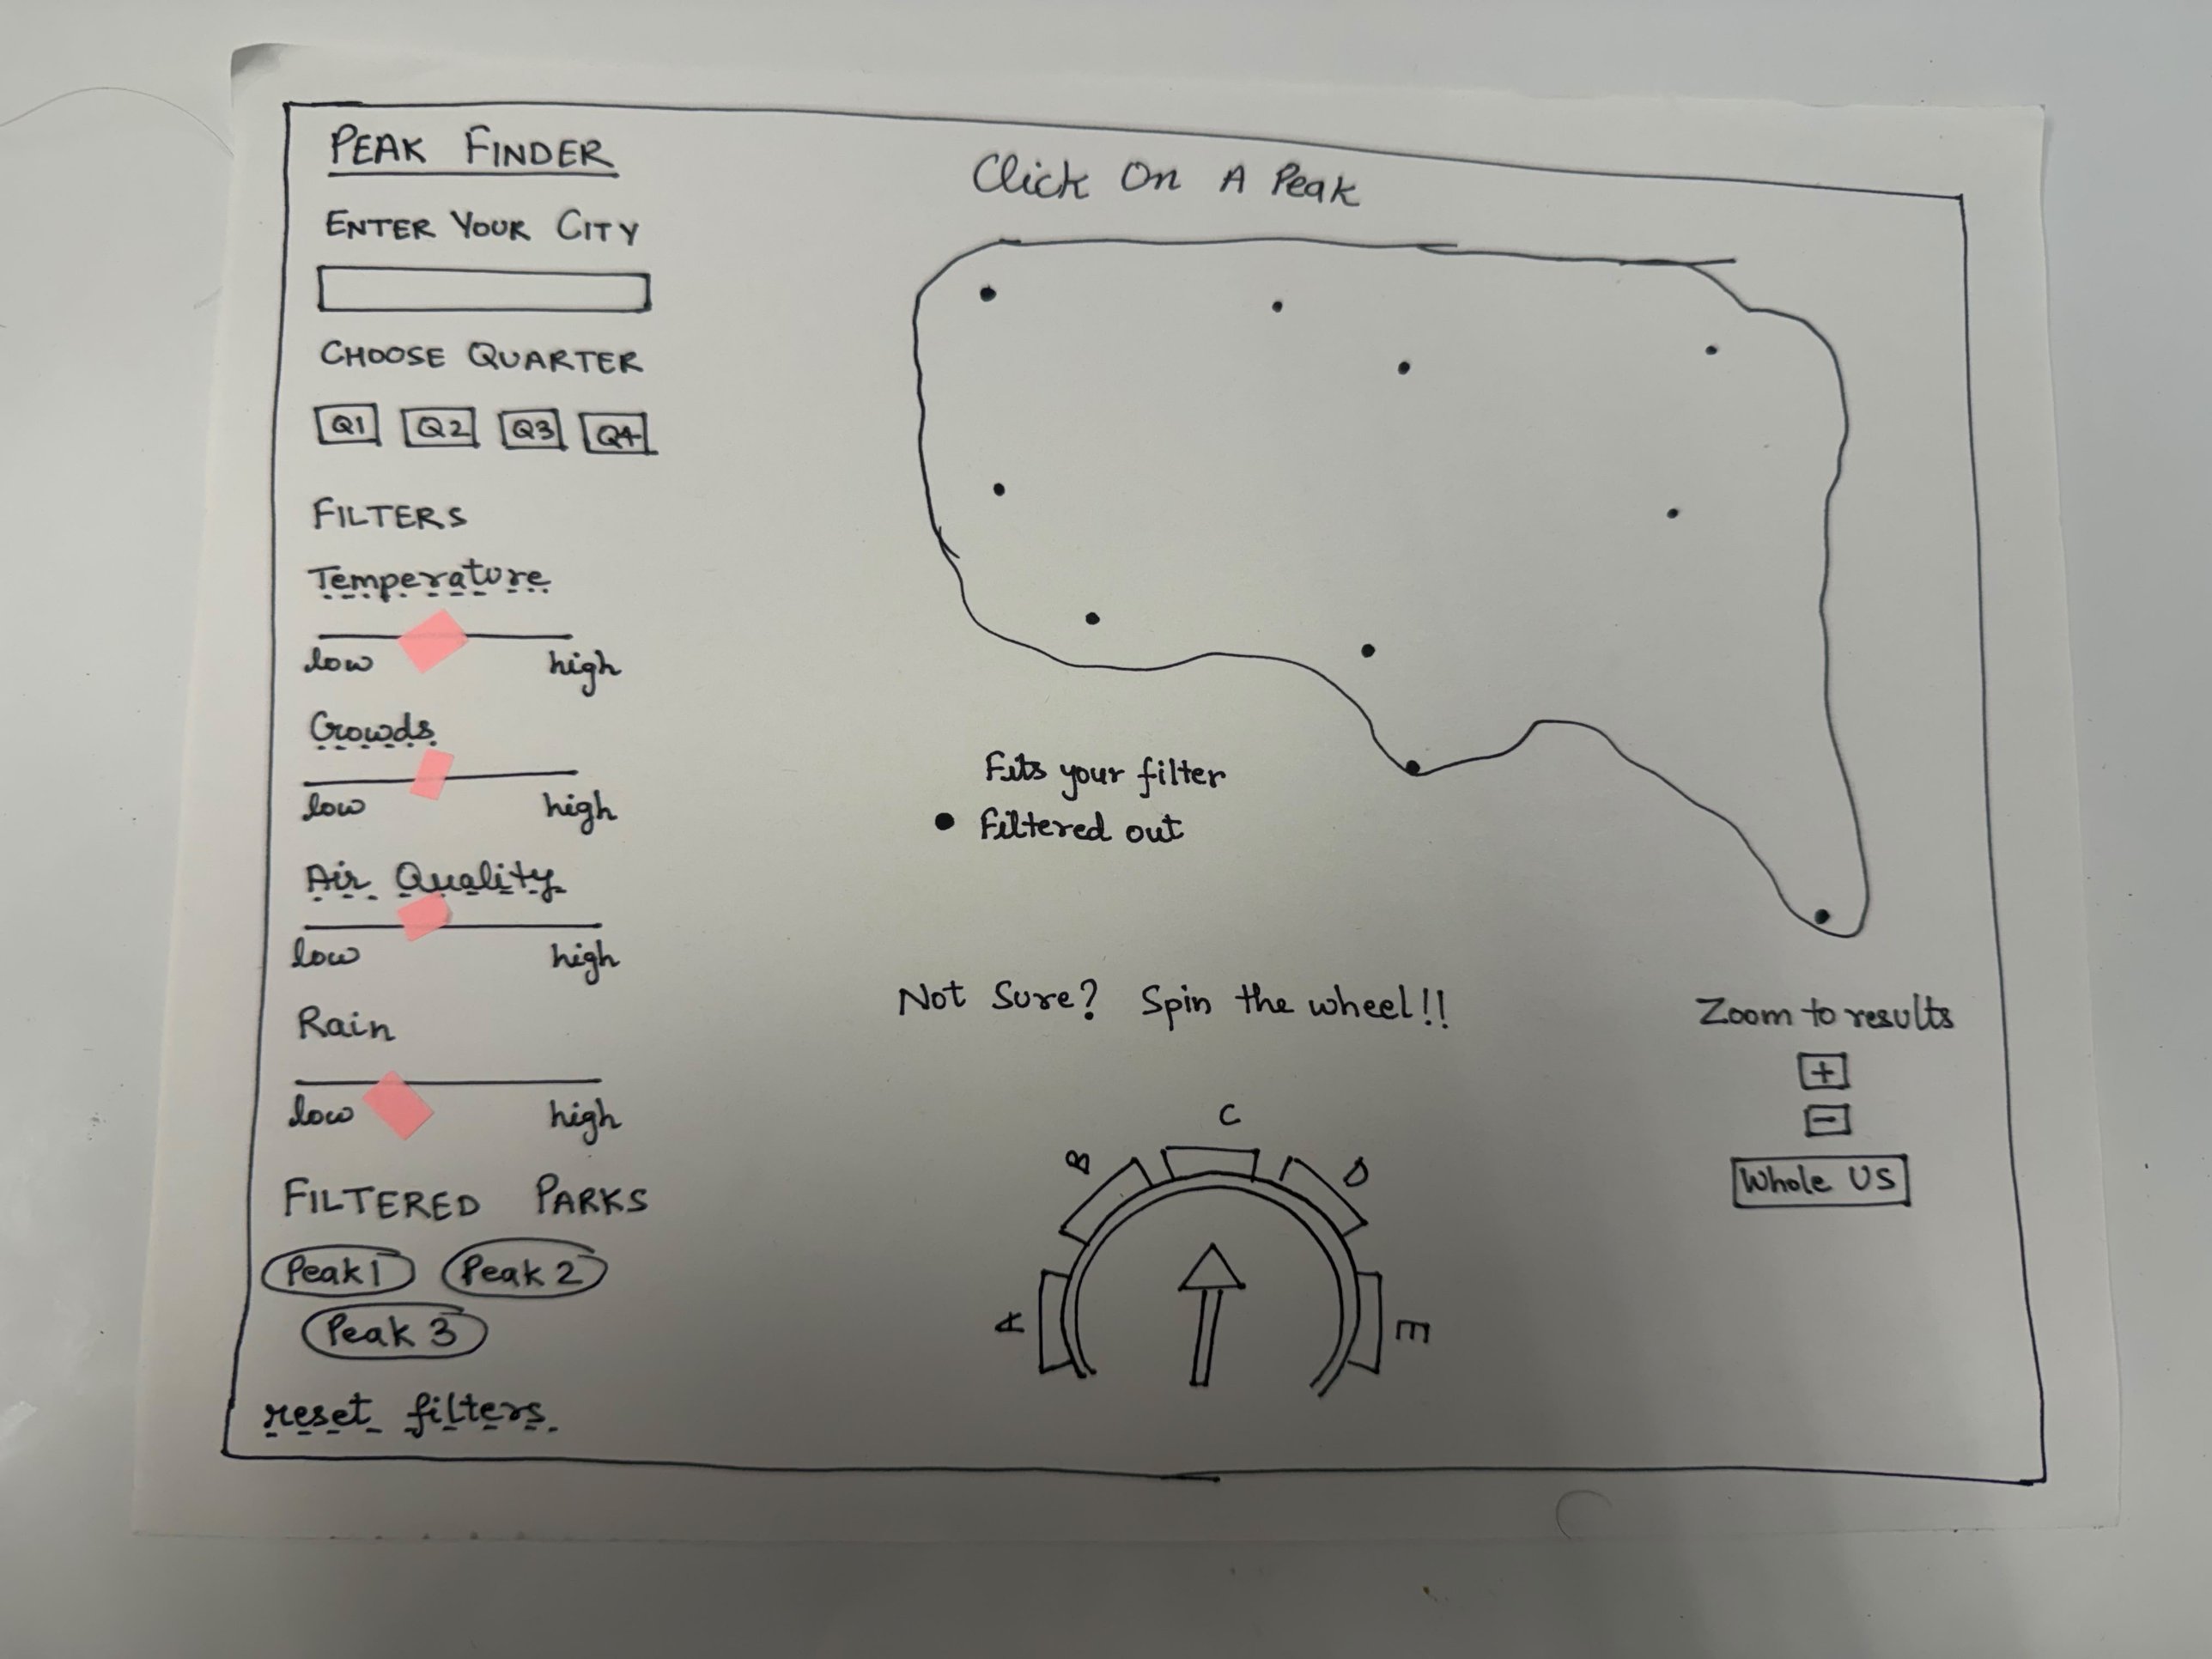 PEAK FINDER
ENTER YOUR CITY
CHOOSE QUARTER
Q1 Q2 Q3 Q4
FILTERS
Temperature
low high
Crowds
low high
Air Quality
low high
Rain
low high
FILTERED PARKS
Peak 1 Peak 2
Peak 3
reset filters
Click On A Peak
Fits your filter
Filtered out
Not Sure? Spin the wheel!!
A
B
C
D
E
Zoom to results
+
-
Whole US